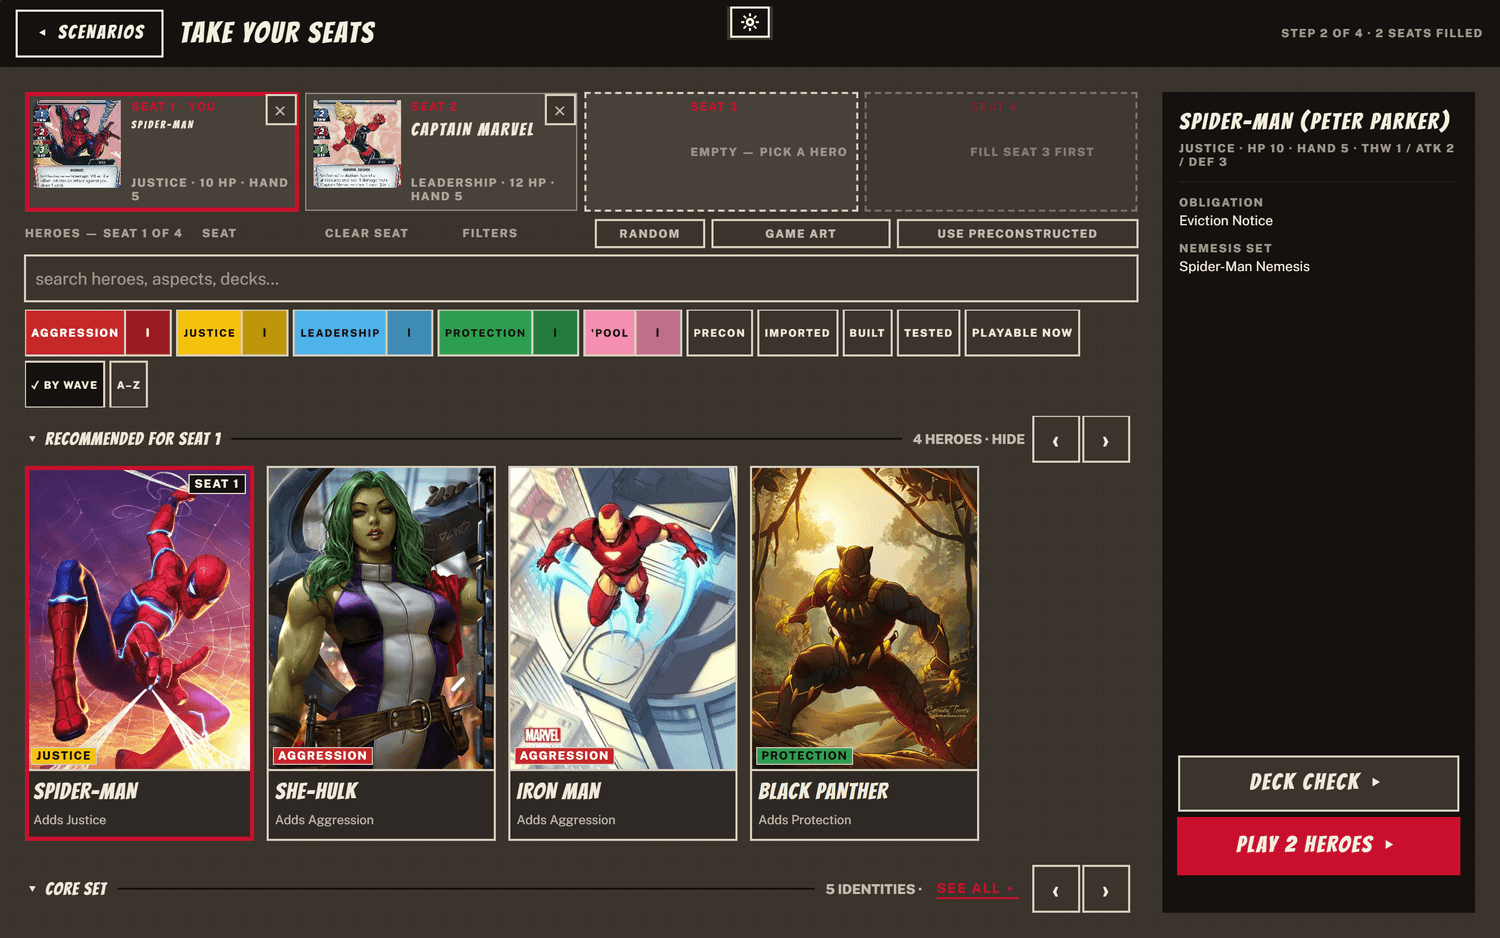 ◂ SCENARIOS
TAKE YOUR SEATS
STEP 2 OF 4 · 2 SEATS FILLED
SEAT 1 · YOU
SPIDER-MAN
JUSTICE · 10 HP · HAND
5
SEAT 2
CAPTAIN MARVEL
LEADERSHIP · 12 HP ·
HAND 5
SEAT 3
EMPTY — PICK A HERO
SEAT 4
FILL SEAT 3 FIRST
HEROES — SEAT 1 OF 4 SEAT CLEAR SEAT FILTERS RANDOM GAME ART USE PRECONSTRUCTED
search heroes, aspects, decks...
AGGRESSION I JUSTICE I LEADERSHIP I PROTECTION I 'POOL I PRECON IMPORTED BUILT TESTED PLAYABLE NOW
✓ BY WAVE A–Z
▾ RECOMMENDED FOR SEAT 1
4 HEROES · HIDE ‹ ›
SEAT 1
JUSTICE
SPIDER-MAN
Adds Justice
AGGRESSION
SHE-HULK
Adds Aggression
MARVEL
AGGRESSION
IRON MAN
Adds Aggression
PROTECTION
BLACK PANTHER
Adds Protection
▾ CORE SET
5 IDENTITIES · SEE ALL ▸ ‹ ›
SPIDER-MAN (PETER PARKER)
JUSTICE · HP 10 · HAND 5 · THW 1 / ATK 2
/ DEF 3
OBLIGATION
Eviction Notice
NEMESIS SET
Spider-Man Nemesis
DECK CHECK ▸
PLAY 2 HEROES ▸